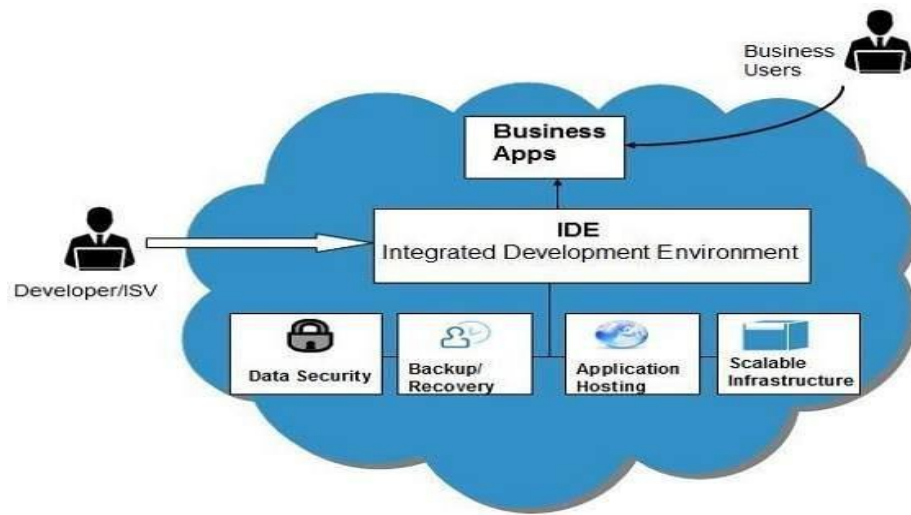 Business
Users
Business
Apps
IDE
Integrated Development Environment
Developer/ISV
Data Security
Backup/
Recovery
Application
Hosting
Scalable
Infrastructure